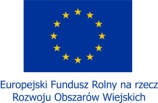 Europejski Fundusz Rolny na rzecz
Rozwoju Obszarów Wiejskich